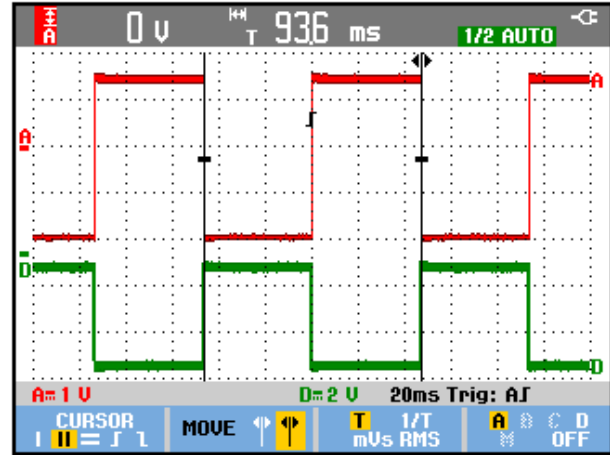 A 0 V T 93.6 ms 1/2 AUTO
A
A
D
D
A= 1 V D= 2 V 20ms Trig: A
CURSOR MOVE T 1/T A B C D
mVs RMS M OFF